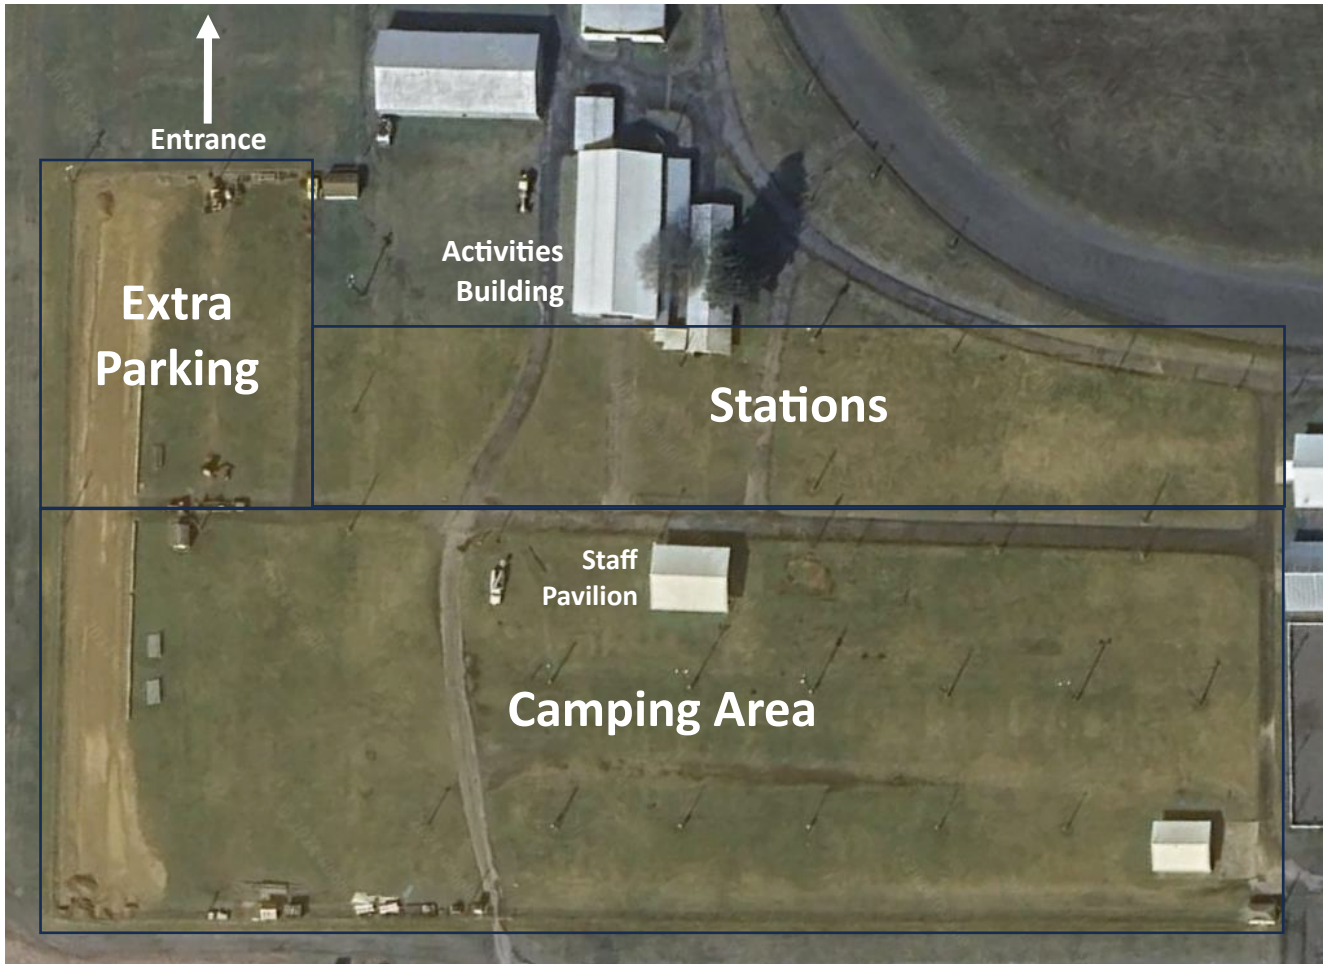 Entrance
Activities
Building
Extra
Parking
Stations
Staff
Pavilion
Camping Area